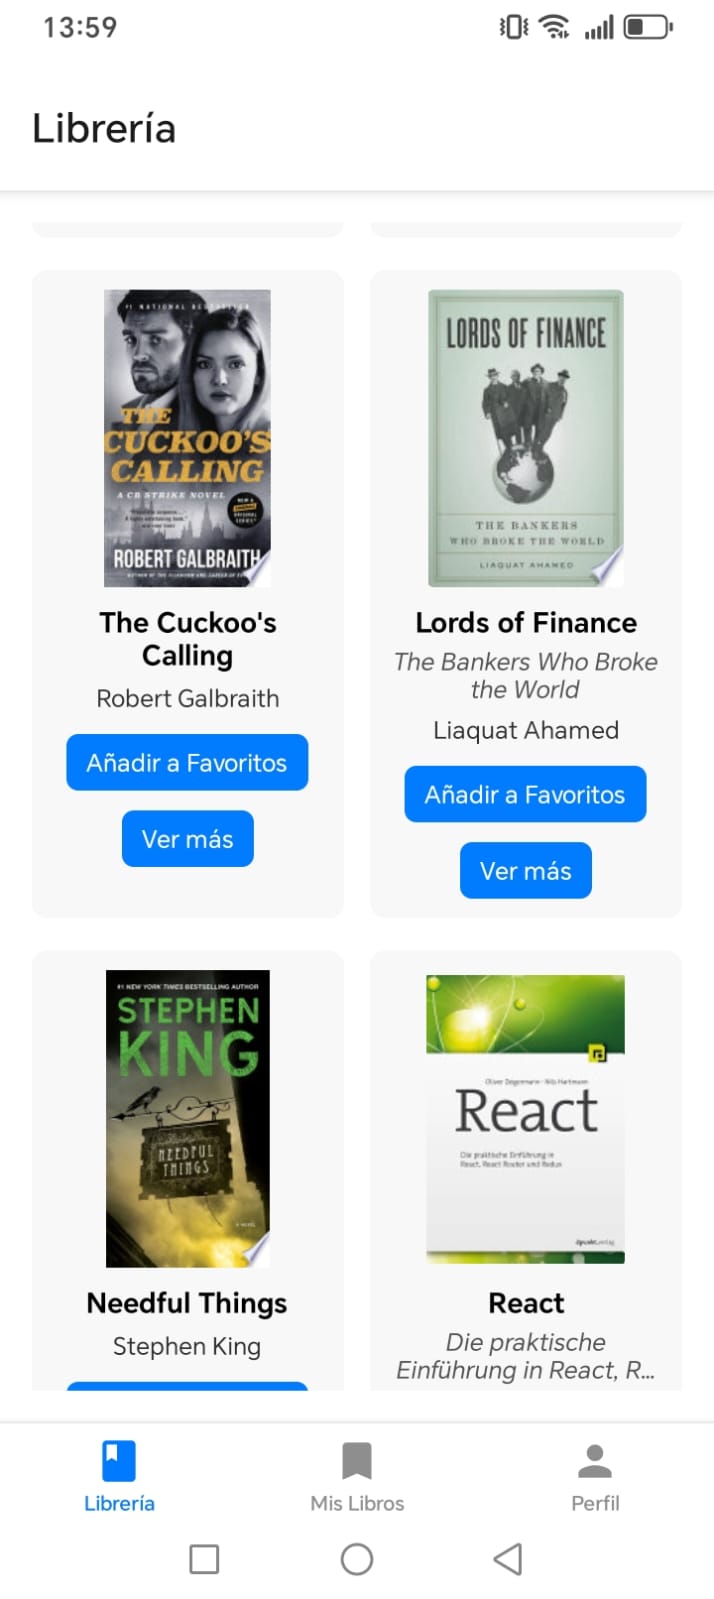 13:59
Librería
#1 NATIONAL BESTSELLER
THE
CUCKOO'S
CALLING
A CB STRIKE NOVEL
ROBERT GALBRAITH
The Cuckoo's
Calling
Robert Galbraith
Añadir a Favoritos
Ver más
LORDS OF FINANCE
THE BANKERS
WHO BROKE THE WORLD
LIAQUAT AHAMED
Lords of Finance
The Bankers Who Broke
the World
Liaquat Ahamed
Añadir a Favoritos
Ver más
#1 NEW YORK TIMES BESTSELLING AUTHOR
STEPHEN
KING
NEEDFUL
THINGS
a novel
Needful Things
Stephen King
Oliver Zeigermann · Nils Hartmann
React
Die praktische Einführung in
React, React Router und Redux
dpunkt.verlag
React
Die praktische
Einführung in React, R...
Librería
Mis Libros
Perfil